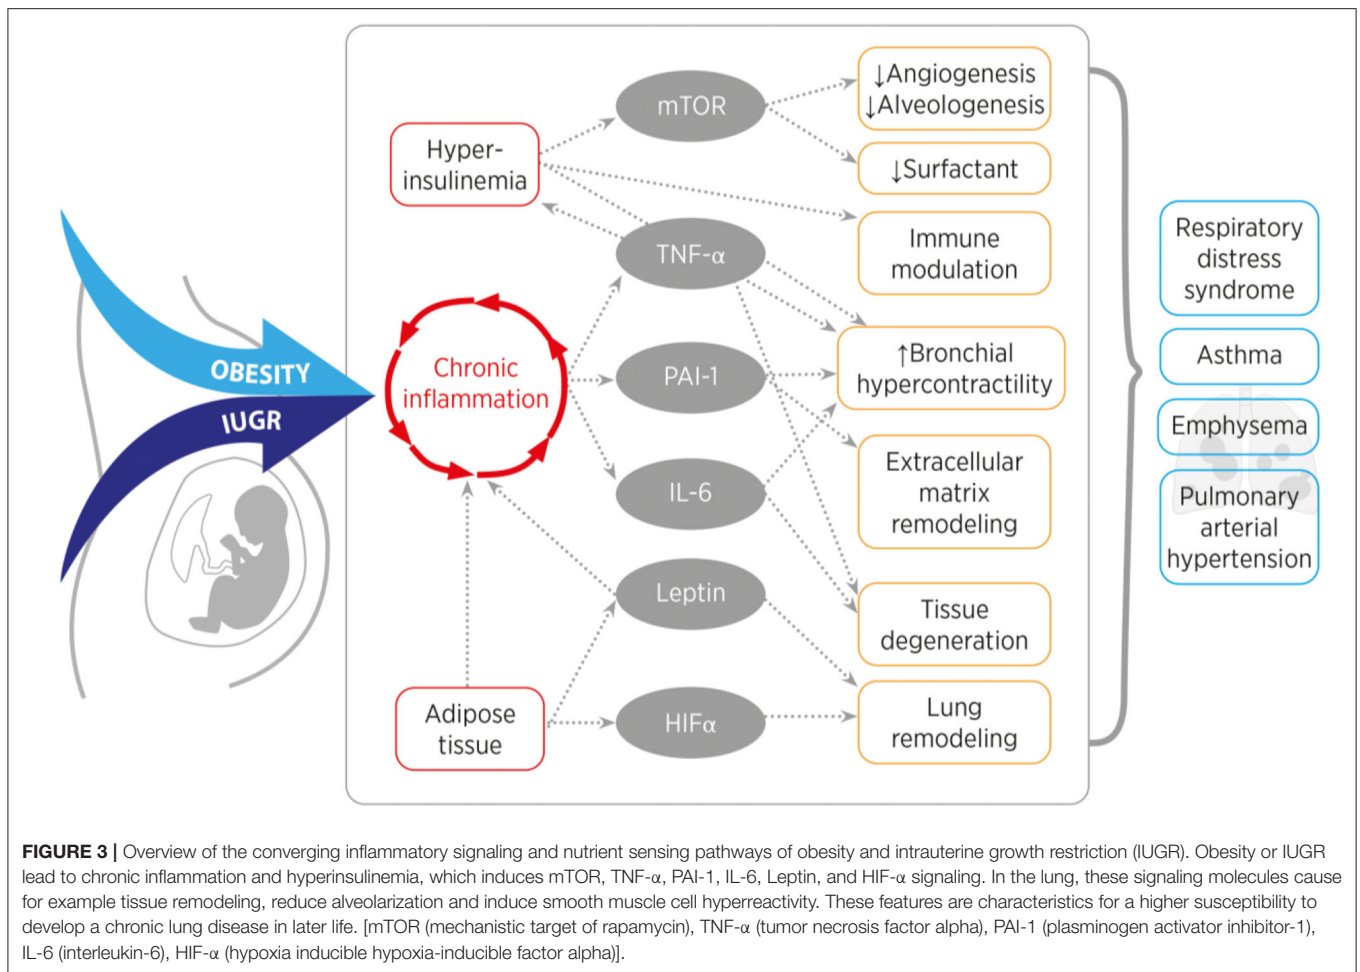 OBESITY
IUGR
Hyper-
insulinemia
Chronic
inflammation
Adipose
tissue
mTOR
TNF-α
PAI-1
IL-6
Leptin
HIFα
↓Angiogenesis
↓Alveologenesis
↓Surfactant
Immune
modulation
↑Bronchial
hypercontractility
Extracellular
matrix
remodeling
Tissue
degeneration
Lung
remodeling
Respiratory
distress
syndrome
Asthma
Emphysema
Pulmonary
arterial
hypertension
FIGURE 3 | Overview of the converging inflammatory signaling and nutrient sensing pathways of obesity and intrauterine growth restriction (IUGR). Obesity or IUGR
lead to chronic inflammation and hyperinsulinemia, which induces mTOR, TNF-α, PAI-1, IL-6, Leptin, and HIF-α signaling. In the lung, these signaling molecules cause
for example tissue remodeling, reduce alveolarization and induce smooth muscle cell hyperreactivity. These features are characteristics for a higher susceptibility to
develop a chronic lung disease in later life. [mTOR (mechanistic target of rapamycin), TNF-α (tumor necrosis factor alpha), PAI-1 (plasminogen activator inhibitor-1),
IL-6 (interleukin-6), HIF-α (hypoxia inducible hypoxia-inducible factor alpha)].